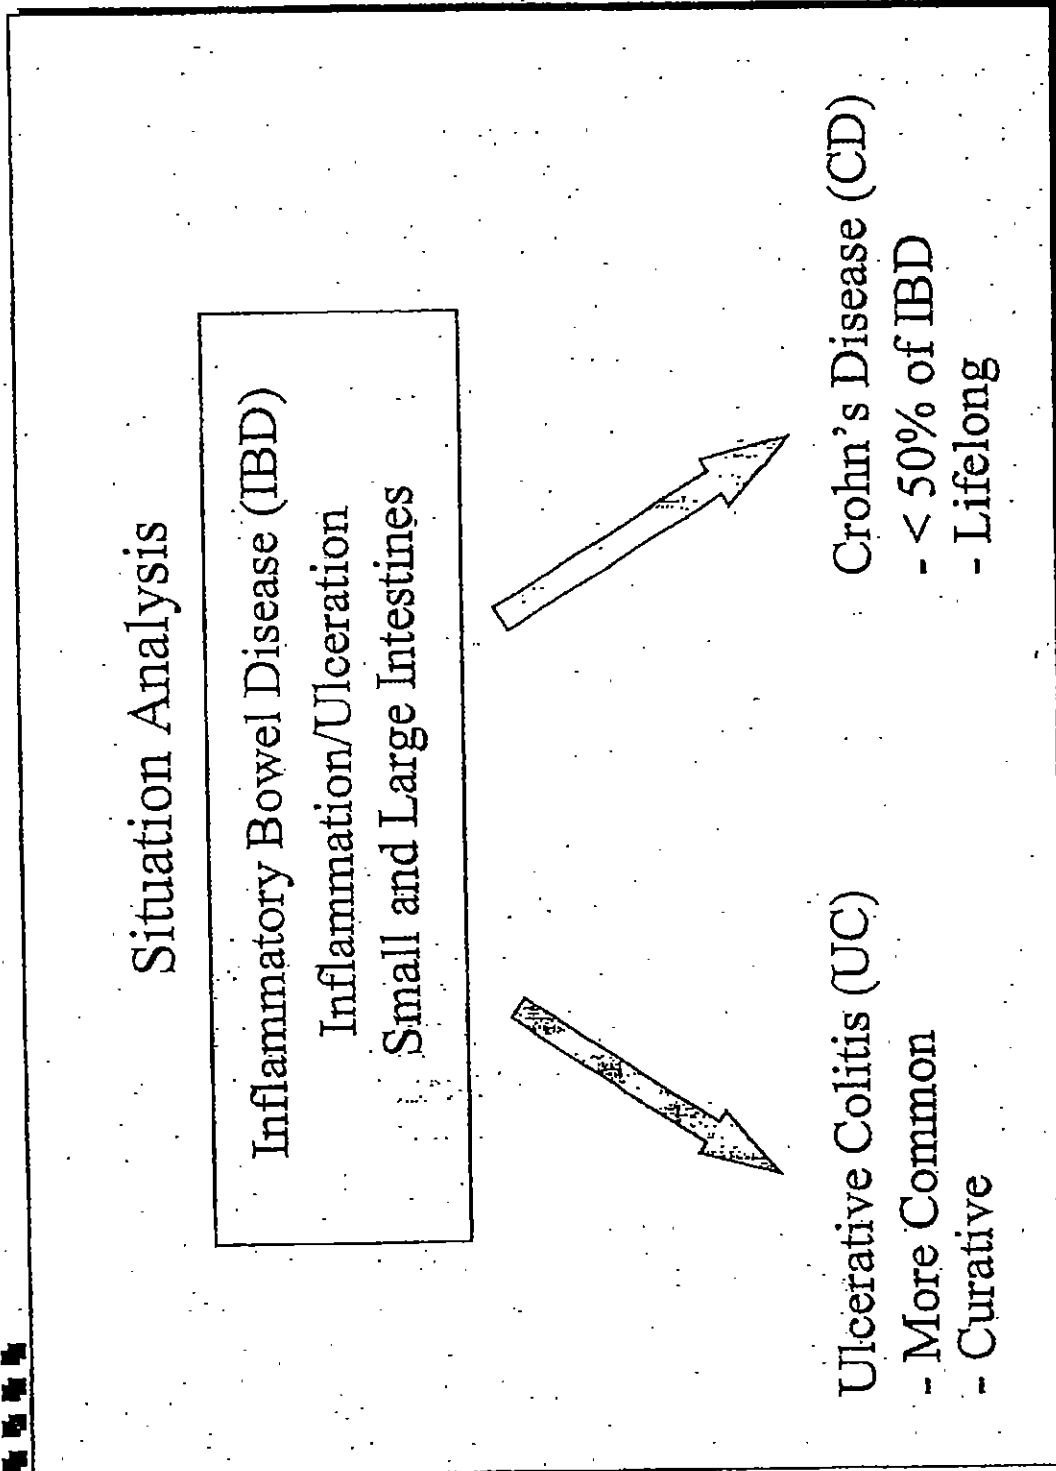 Situation Analysis
Inflammatory Bowel Disease (IBD)
Inflammation/Ulceration
Small and Large Intestines
Ulcerative Colitis (UC)
- More Common
- Curative
Crohn's Disease (CD)
- < 50% of IBD
- Lifelong